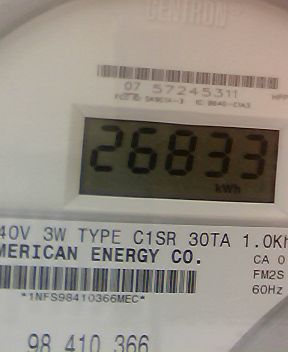 CENTRON
07 57245311
26833
kWh
40V 3W TYPE C1SR 30TA 1.0Kh
MERICAN ENERGY CO. CA 0
FM2S
*1NFS98410366MEC* 60Hz
98 410 366